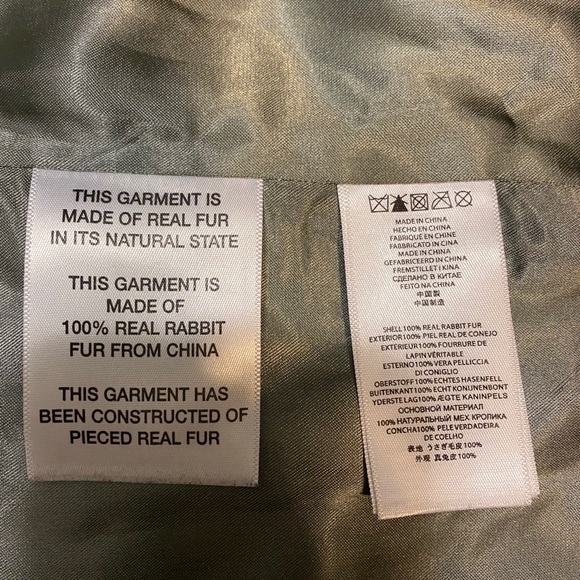 THIS GARMENT IS
MADE OF REAL FUR
IN ITS NATURAL STATE
THIS GARMENT IS
MADE OF
100% REAL RABBIT
FUR FROM CHINA
THIS GARMENT HAS
BEEN CONSTRUCTED OF
PIECED REAL FUR
MADE IN CHINA
HECHO EN CHINA
FABRIQUÉ EN CHINE
FABBRICATO IN CINA
MADE IN CHINA
GEFABRICEERD IN CHINA
FREMSTILLET I KINA
СДЕЛАНО В КИТАЕ
FEITO NA CHINA
中国製
中国制造
SHELL 100% REAL RABBIT FUR
EXTERIOR 100% PIEL REAL DE CONEJO
EXTÉRIEUR 100% FOURRURE DE
LAPIN VÉRITABLE
ESTERNO 100% VERA PELLICCIA
DI CONIGLIO
OBERSTOFF 100% ECHTES HASENFELL
BUITENKANT 100% ECHT KONIJNENBONT
YDERSTE LAG 100% ÆGTE KANINPELS
ОСНОВНОЙ МАТЕРИАЛ
100% НАТУРАЛЬНЫЙ МЕХ КРОЛИКА
CONCHA 100% PELE VERADEIRA
DE COELHO
表地 うさぎ毛皮 100%
外观 真兔皮 100%